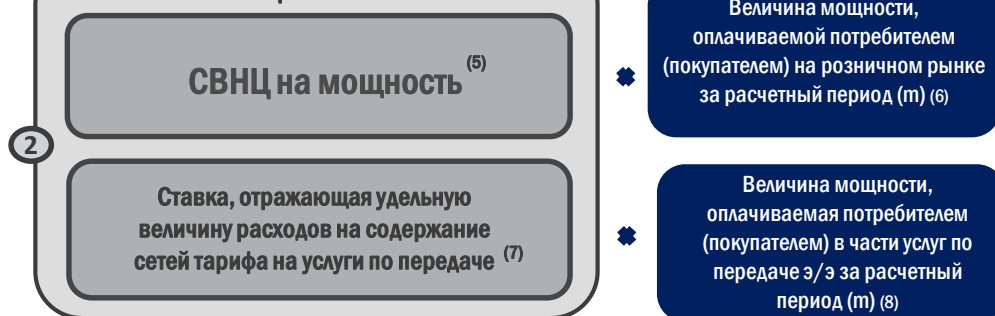 СВНЦ на мощность (5)
Величина мощности,
оплачиваемой потребителем
(покупателем) на розничном рынке
за расчетный период (m) (6)
2
Ставка, отражающая удельную
величину расходов на содержание
сетей тарифа на услуги по передаче (7)
Величина мощности,
оплачиваемая потребителем
(покупателем) в части услуг по
передаче э/э за расчетный
период (m) (8)